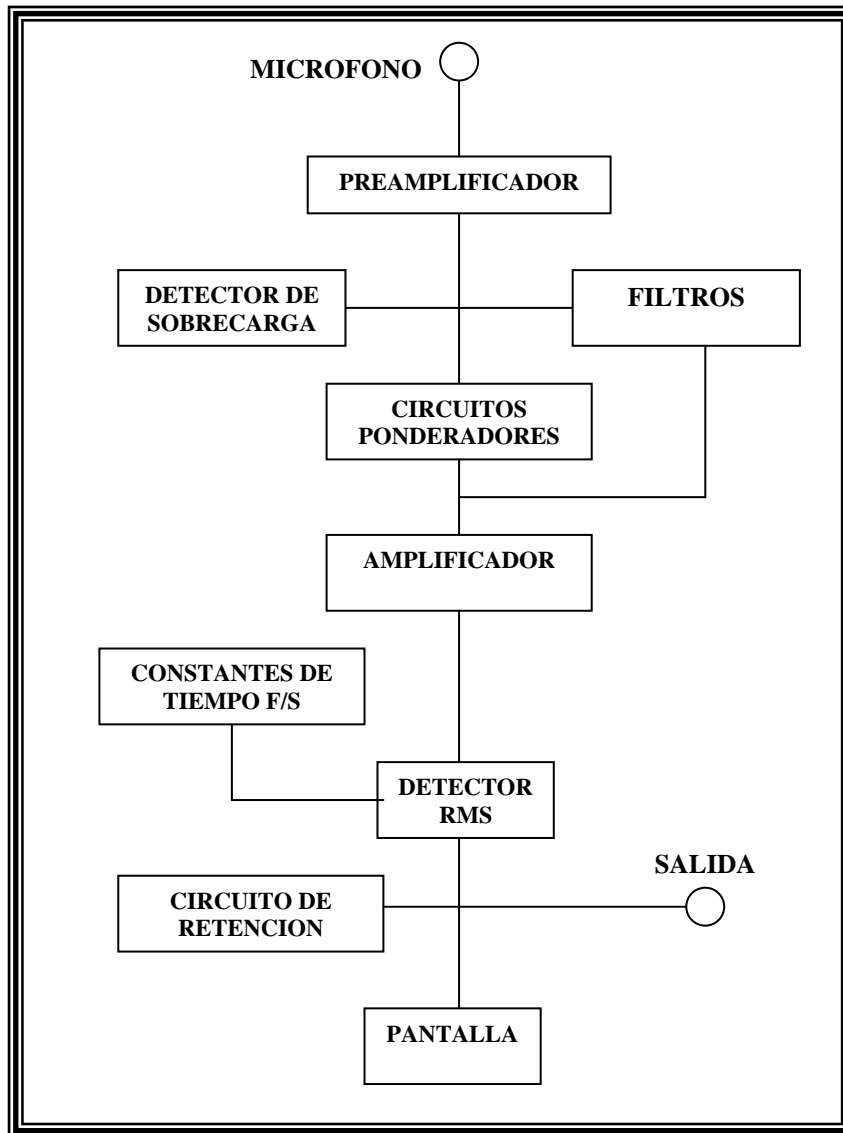 MICROFONO
PREAMPLIFICADOR
DETECTOR DE
SOBRECARGA
FILTROS
CIRCUITOS
PONDERADORES
AMPLIFICADOR
CONSTANTES DE
TIEMPO F/S
DETECTOR
RMS
SALIDA
CIRCUITO DE
RETENCION
PANTALLA